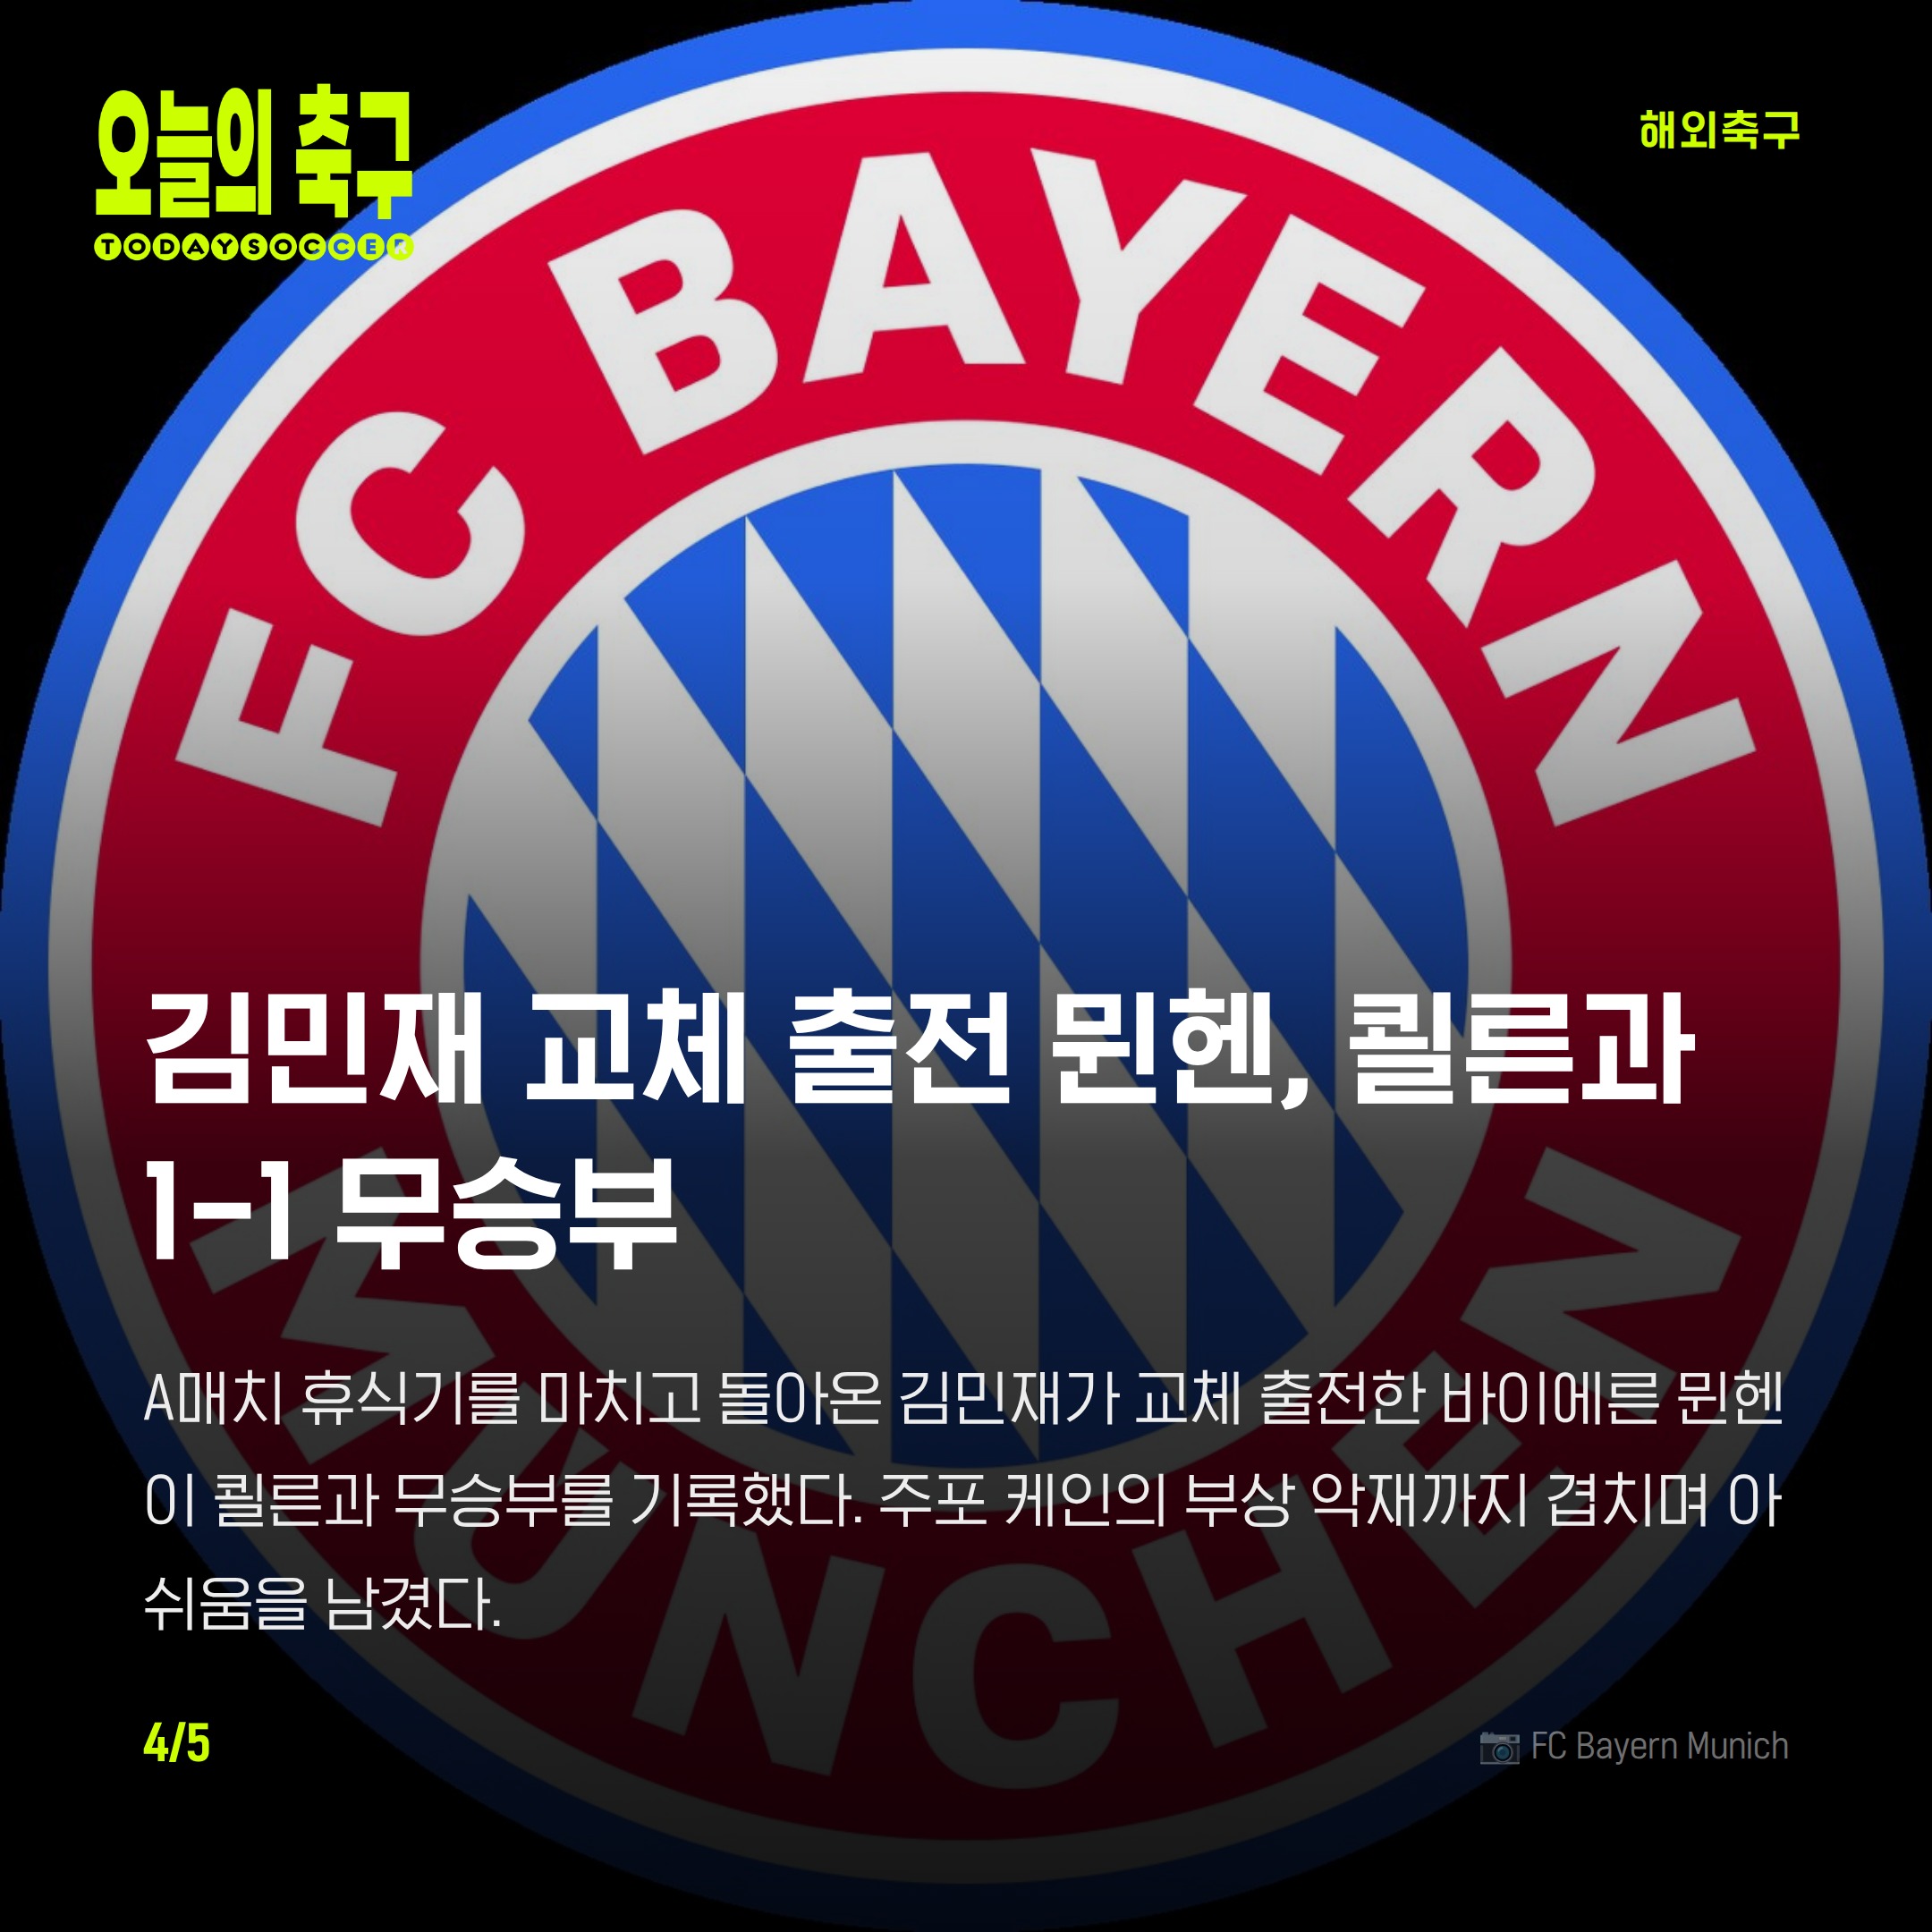 오늘의 축구
TODAYSOCCER
해외축구
FC BAYERN
MÜNCHEN
김민재 교체 출전 뮌헨, 쾰른과
1-1 무승부
A매치 휴식기를 마치고 돌아온 김민재가 교체 출전한 바이에른 뮌헨
이 쾰른과 무승부를 기록했다. 주포 케인의 부상 악재까지 겹치며 아
쉬움을 남겼다.
4/5
📷 FC Bayern Munich